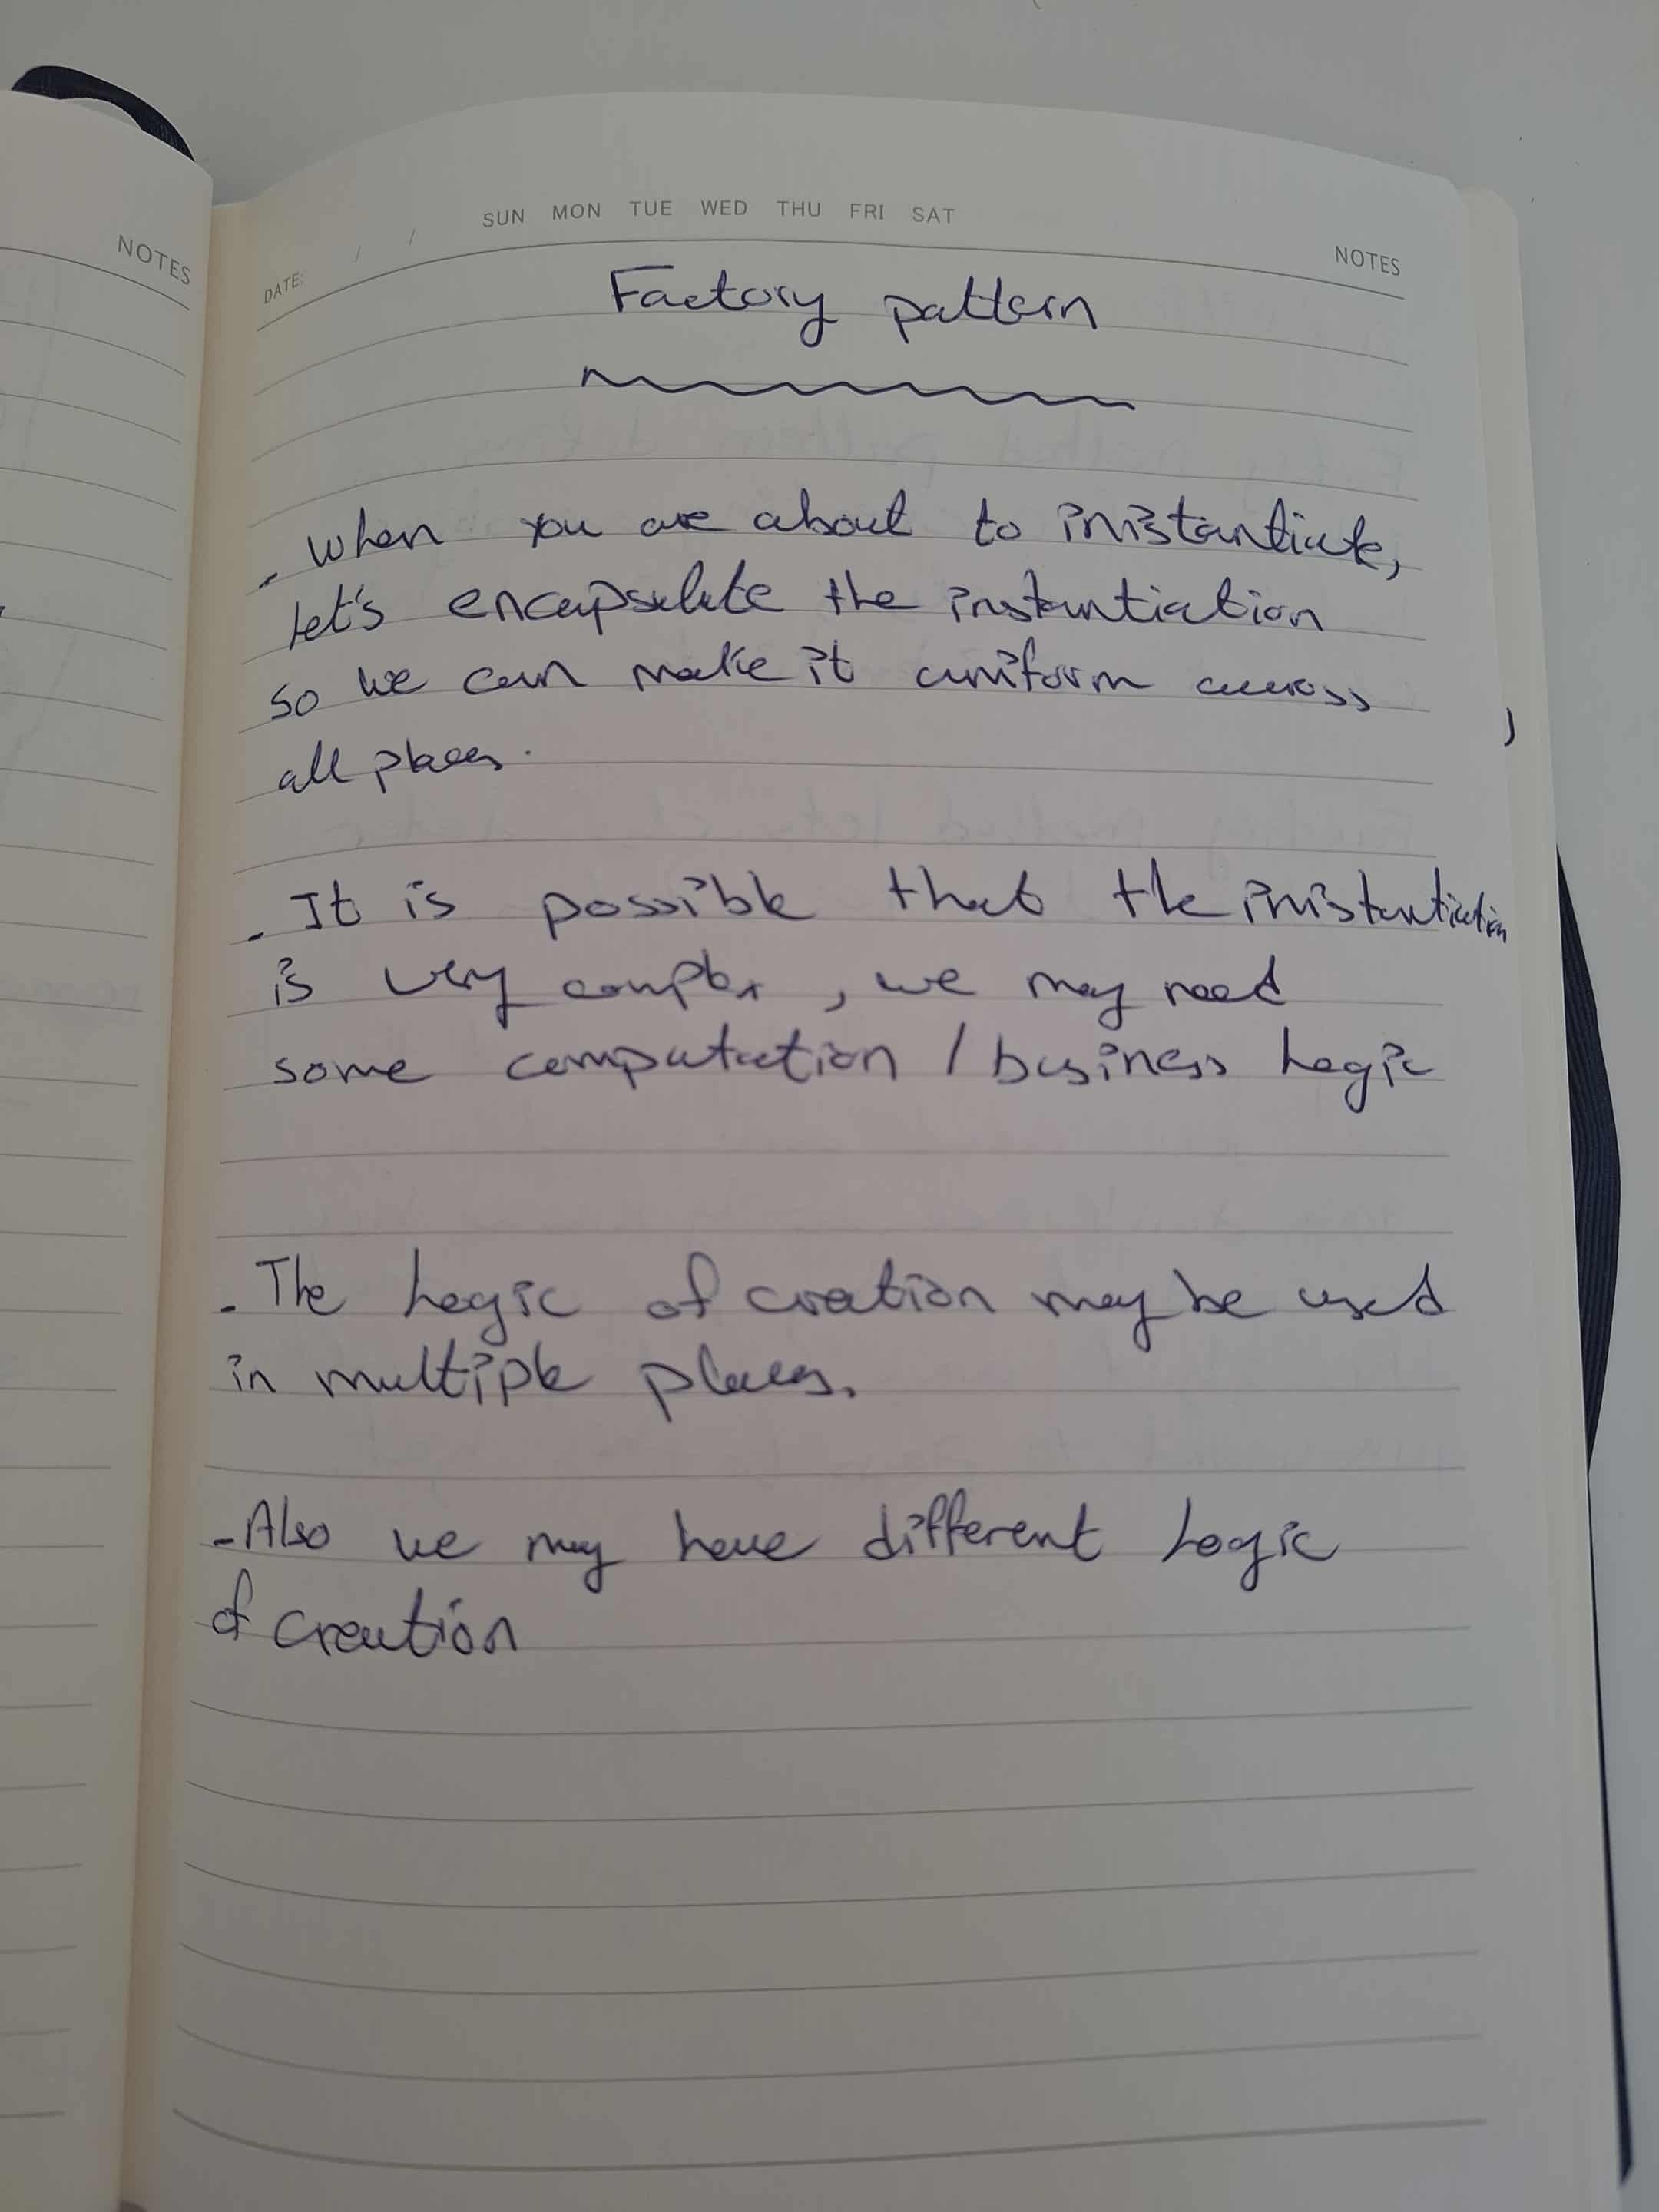 NOTES
SUN MON TUE WED THU FRI SAT
DATE: / /
NOTES
Factory pattern
- When you are about to inistantiate,
let's encapsulate the instantiation
so we can make it uniform across
all places.
- It is possible that the inistantiation
is very complex, we may need
some computation / business logic
- The logic of creation may be used
in multiple places.
- Also we may have different logic
of creation